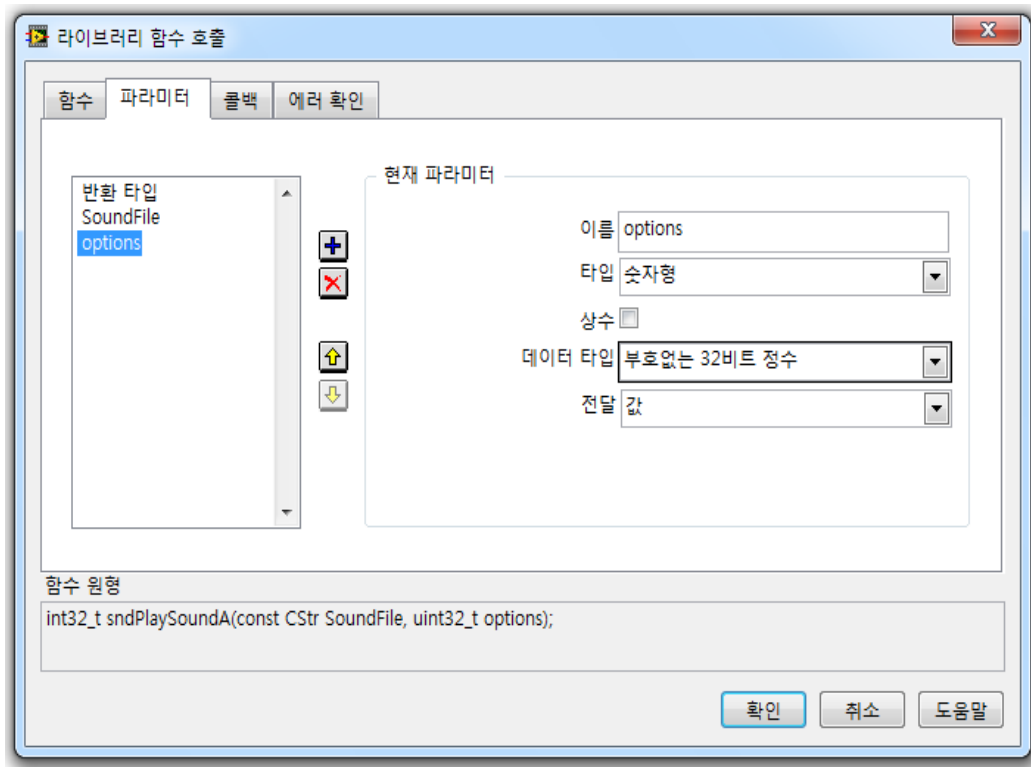 라이브러리 함수 호출
함수 파라미터 콜백 에러 확인
반환 타입
SoundFile
options
현재 파라미터
이름 options
타입 숫자형
상수
데이터 타입 부호없는 32비트 정수
전달 값
함수 원형
int32_t sndPlaySoundA(const CStr SoundFile, uint32_t options);
확인 취소 도움말